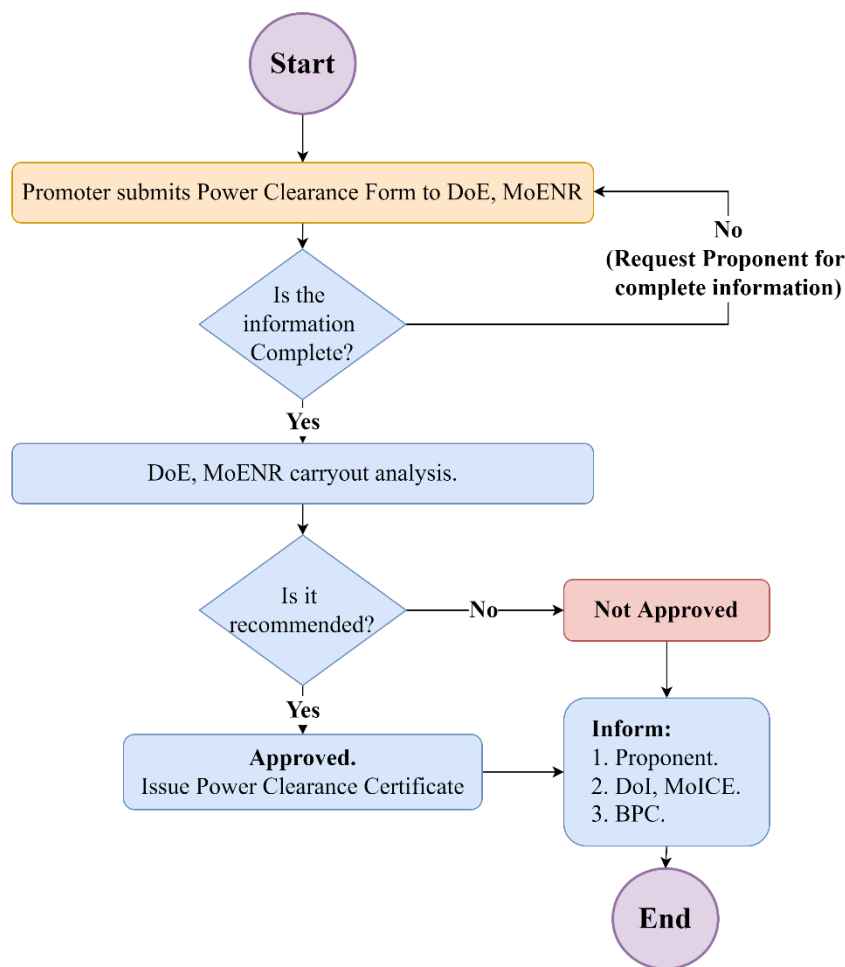 Start
Promoter submits Power Clearance Form to DoE, MoENR
No
(Request Proponent for
complete information)
Is the
information
Complete?
Yes
DoE, MoENR carryout analysis.
Is it
recommended?
No
Not Approved
Yes
Approved.
Issue Power Clearance Certificate
Inform:
1. Proponent.
2. DoI, MoICE.
3. BPC.
End